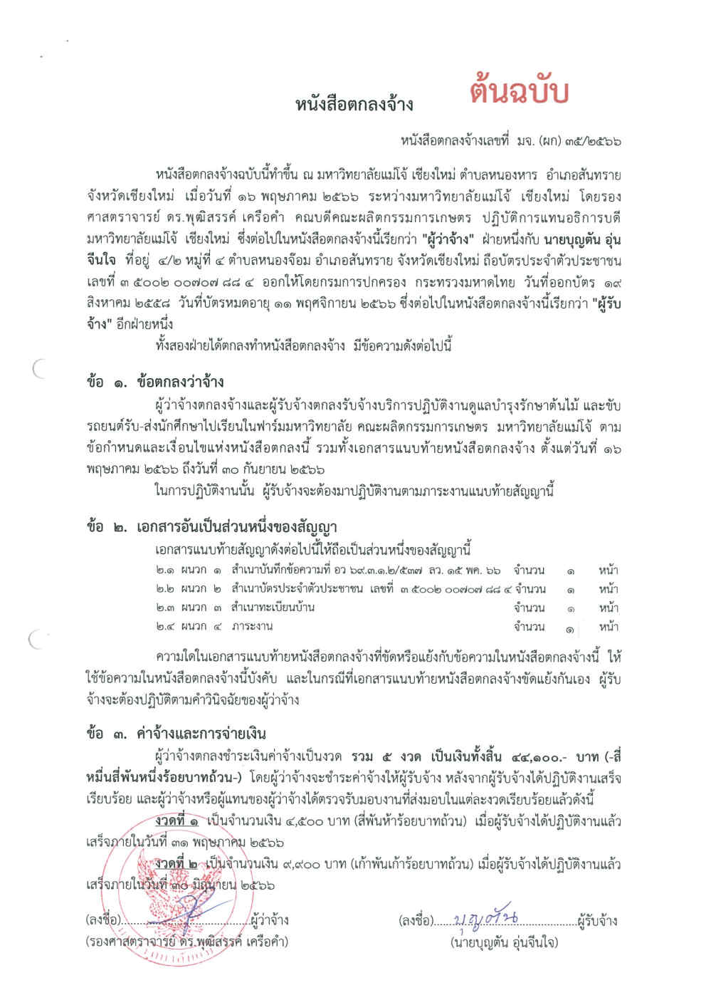 ต้นฉบับ
หนังสือตกลงจ้าง
หนังสือตกลงจ้างเลขที่ มจ. (ผก) ๓๕/๒๕๖๖
หนังสือตกลงจ้างฉบับนี้ทำขึ้น ณ มหาวิทยาลัยแม่โจ้ เชียงใหม่ ตำบลหนองหาร อำเภอสันทราย
จังหวัดเชียงใหม่ เมื่อวันที่ ๑๖ พฤษภาคม ๒๕๖๖ ระหว่างมหาวิทยาลัยแม่โจ้ เชียงใหม่ โดยรอง
ศาสตราจารย์ ดร.พุฒิสรรค์ เครือคำ คณบดีคณะผลิตกรรมการเกษตร ปฏิบัติการแทนอธิการบดี
มหาวิทยาลัยแม่โจ้ เชียงใหม่ ซึ่งต่อไปในหนังสือตกลงจ้างนี้เรียกว่า "ผู้ว่าจ้าง" ฝ่ายหนึ่งกับ นายบุญตัน อุ่น
จีนใจ ที่อยู่ ๔/๒ หมู่ที่ ๔ ตำบลหนองจ๊อม อำเภอสันทราย จังหวัดเชียงใหม่ ถือบัตรประจำตัวประชาชน
เลขที่ ๓ ๕๐๐๒ ๐๐๗๐๗ ๘๘ ๔ ออกให้โดยกรมการปกครอง กระทรวงมหาดไทย วันที่ออกบัตร ๑๙
สิงหาคม ๒๕๕๘ วันที่บัตรหมดอายุ ๑๑ พฤศจิกายน ๒๕๖๖ ซึ่งต่อไปในหนังสือตกลงจ้างนี้เรียกว่า "ผู้รับ
จ้าง" อีกฝ่ายหนึ่ง
ทั้งสองฝ่ายได้ตกลงทำหนังสือตกลงจ้าง มีข้อความดังต่อไปนี้
ข้อ ๑. ข้อตกลงว่าจ้าง
ผู้ว่าจ้างตกลงจ้างและผู้รับจ้างตกลงรับจ้างบริการปฏิบัติงานดูแลบำรุงรักษาต้นไม้ และขับ
รถยนต์รับ-ส่งนักศึกษาไปเรียนในฟาร์มมหาวิทยาลัย คณะผลิตกรรมการเกษตร มหาวิทยาลัยแม่โจ้ ตาม
ข้อกำหนดและเงื่อนไขแห่งหนังสือตกลงนี้ รวมทั้งเอกสารแนบท้ายหนังสือตกลงจ้าง ตั้งแต่วันที่ ๑๖
พฤษภาคม ๒๕๖๖ ถึงวันที่ ๓๐ กันยายน ๒๕๖๖
ในการปฏิบัติงานนั้น ผู้รับจ้างจะต้องมาปฏิบัติงานตามภาระงานแนบท้ายสัญญานี้
ข้อ ๒. เอกสารอันเป็นส่วนหนึ่งของสัญญา
เอกสารแนบท้ายสัญญาดังต่อไปนี้ให้ถือเป็นส่วนหนึ่งของสัญญานี้
๒.๑ ผนวก ๑ สำเนาบันทึกข้อความที่ อว ๖๙.๓.๑.๒/๕๓๗ ลว. ๑๕ พค. ๖๖ จำนวน ๑ หน้า
๒.๒ ผนวก ๒ สำเนาบัตรประจำตัวประชาชน เลขที่ ๓ ๕๐๐๒ ๐๐๗๐๗ ๘๘ ๔ จำนวน ๑ หน้า
๒.๓ ผนวก ๓ สำเนาทะเบียนบ้าน จำนวน ๑ หน้า
๒.๔ ผนวก ๔ ภาระงาน จำนวน ๑ หน้า
ความใดในเอกสารแนบท้ายหนังสือตกลงจ้างที่ขัดหรือแย้งกับข้อความในหนังสือตกลงจ้างนี้ ให้
ใช้ข้อความในหนังสือตกลงจ้างนี้บังคับ และในกรณีที่เอกสารแนบท้ายหนังสือตกลงจ้างขัดแย้งกันเอง ผู้รับ
จ้างจะต้องปฏิบัติตามคำวินิจฉัยของผู้ว่าจ้าง
ข้อ ๓. ค่าจ้างและการจ่ายเงิน
ผู้ว่าจ้างตกลงชำระเงินค่าจ้างเป็นงวด รวม ๕ งวด เป็นเงินทั้งสิ้น ๔๔,๑๐๐.- บาท (-สี่
หมื่นสี่พันหนึ่งร้อยบาทถ้วน-) โดยผู้ว่าจ้างจะชำระค่าจ้างให้ผู้รับจ้าง หลังจากผู้รับจ้างได้ปฏิบัติงานเสร็จ
เรียบร้อย และผู้ว่าจ้างหรือผู้แทนของผู้ว่าจ้างได้ตรวจรับมอบงานที่ส่งมอบในแต่ละงวดเรียบร้อยแล้วดังนี้
งวดที่ ๑ เป็นจำนวนเงิน ๔,๕๐๐ บาท (สี่พันห้าร้อยบาทถ้วน) เมื่อผู้รับจ้างได้ปฏิบัติงานแล้ว
เสร็จภายในวันที่ ๓๑ พฤษภาคม ๒๕๖๖
งวดที่ ๒ เป็นจำนวนเงิน ๙,๙๐๐ บาท (เก้าพันเก้าร้อยบาทถ้วน) เมื่อผู้รับจ้างได้ปฏิบัติงานแล้ว
เสร็จภายในวันที่ ๓๐ มิถุนายน ๒๕๖๖
(ลงชื่อ)........................................ผู้ว่าจ้าง (ลงชื่อ)......บุญตัน..................ผู้รับจ้าง
(รองศาสตราจารย์ ดร.พุฒิสรรค์ เครือคำ) (นายบุญตัน อุ่นจีนใจ)